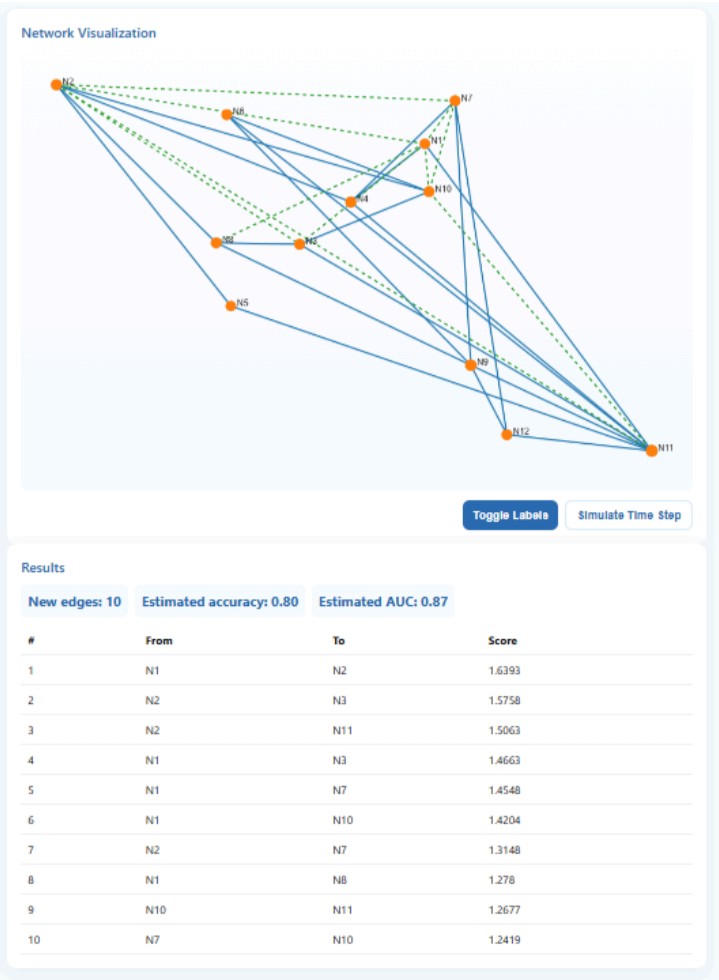 Network Visualization
N2
N7
N6
N1
N10
N4
N8
N3
N5
N9
N12
N11
Toggle Labels
Simulate Time Step
Results
New edges: 10 Estimated accuracy: 0.80 Estimated AUC: 0.87
# From To Score
1 N1 N2 1.6393
2 N2 N3 1.5758
3 N2 N11 1.5063
4 N1 N3 1.4663
5 N1 N7 1.4548
6 N1 N10 1.4204
7 N2 N7 1.3148
8 N1 N8 1.278
9 N10 N11 1.2677
10 N7 N10 1.2419